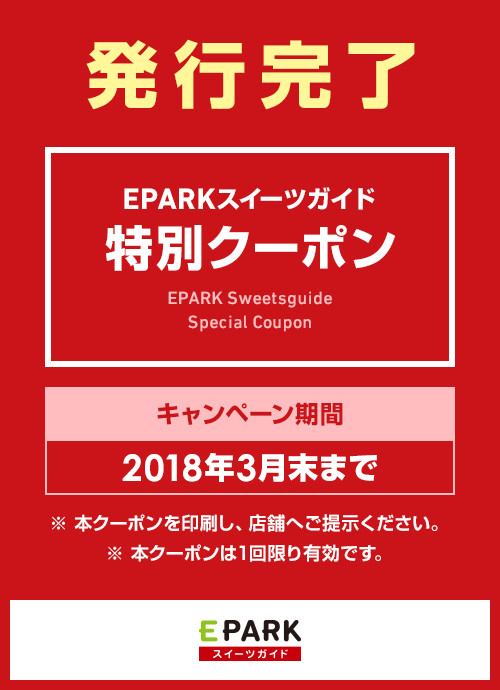 発行完了
EPARKスイーツガイド
特別クーポン
EPARK Sweetsguide
Special Coupon
キャンペーン期間
2018年3月末まで
※ 本クーポンを印刷し、店舗へご提示ください。
※ 本クーポンは1回限り有効です。
EPARK
スイーツガイド